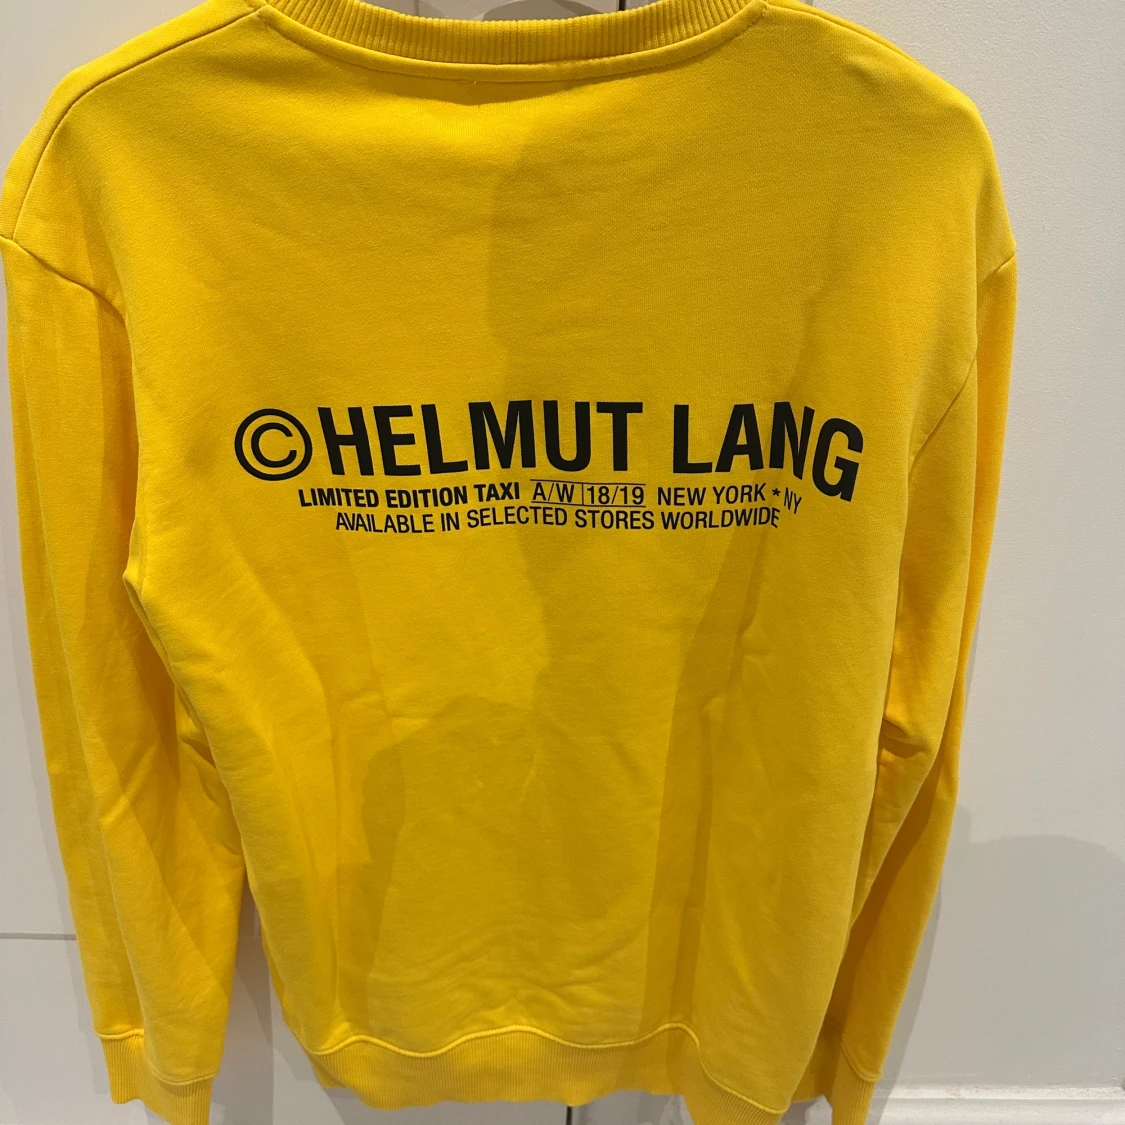 ©HELMUT LANG
LIMITED EDITION TAXI A/W|18/19 NEW YORK * NY
AVAILABLE IN SELECTED STORES WORLDWIDE